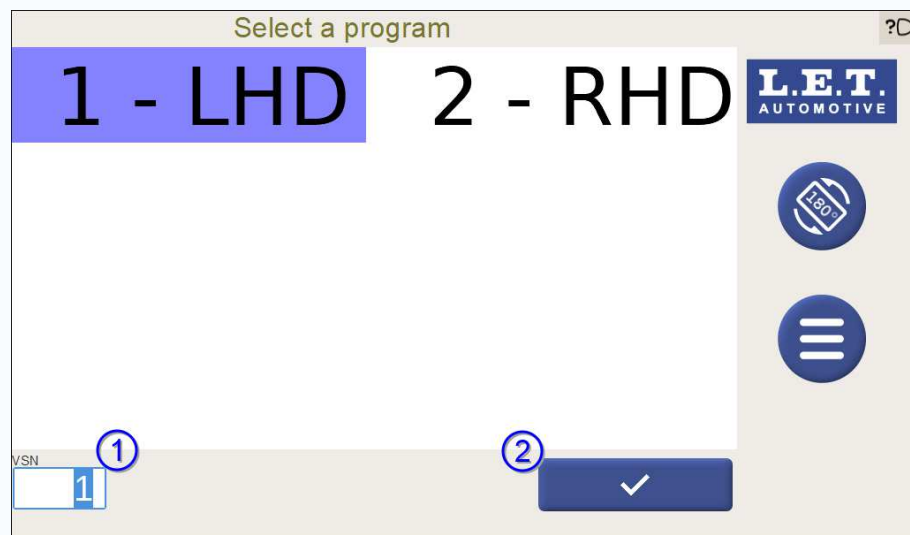 Select a program
?
1 - LHD 2 - RHD
L.E.T.
AUTOMOTIVE
180°
1
2
VSN
1